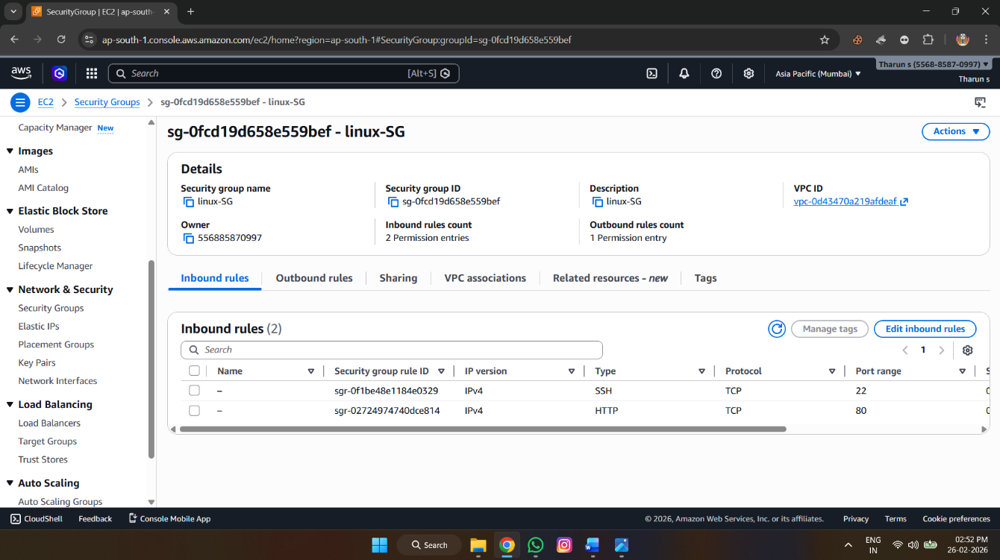 SecurityGroup | EC2 | ap-south-
ap-south-1.console.aws.amazon.com/ec2/home?region=ap-south-1#SecurityGroup:groupId=sg-0fcd19d658e559bef
aws
Search
[Alt+S]
Asia Pacific (Mumbai)
Tharun s (5568-8587-0997)
Tharun s
EC2
Security Groups
sg-0fcd19d658e559bef - linux-SG
Capacity Manager New
Images
AMIs
AMI Catalog
Elastic Block Store
Volumes
Snapshots
Lifecycle Manager
Network & Security
Security Groups
Elastic IPs
Placement Groups
Key Pairs
Network Interfaces
Load Balancing
Load Balancers
Target Groups
Trust Stores
Auto Scaling
Auto Scaling Groups
sg-0fcd19d658e559bef - linux-SG
Actions
Details
Security group name
linux-SG
Security group ID
sg-0fcd19d658e559bef
Description
linux-SG
VPC ID
vpc-0d43470a219afdeaf
Owner
556885870997
Inbound rules count
2 Permission entries
Outbound rules count
1 Permission entry
Inbound rules
Outbound rules
Sharing
VPC associations
Related resources - new
Tags
Inbound rules (2)
Manage tags
Edit inbound rules
Search
1
Name Security group rule ID IP version Type Protocol Port range
– sgr-0f1be48e1184e0329 IPv4 SSH TCP 22
– sgr-02724974740dce814 IPv4 HTTP TCP 80
CloudShell
Feedback
Console Mobile App
© 2026, Amazon Web Services, Inc. or its affiliates.
Privacy
Terms
Cookie preferences
Search
ENG
IN
02:52 PM
26-02-2026